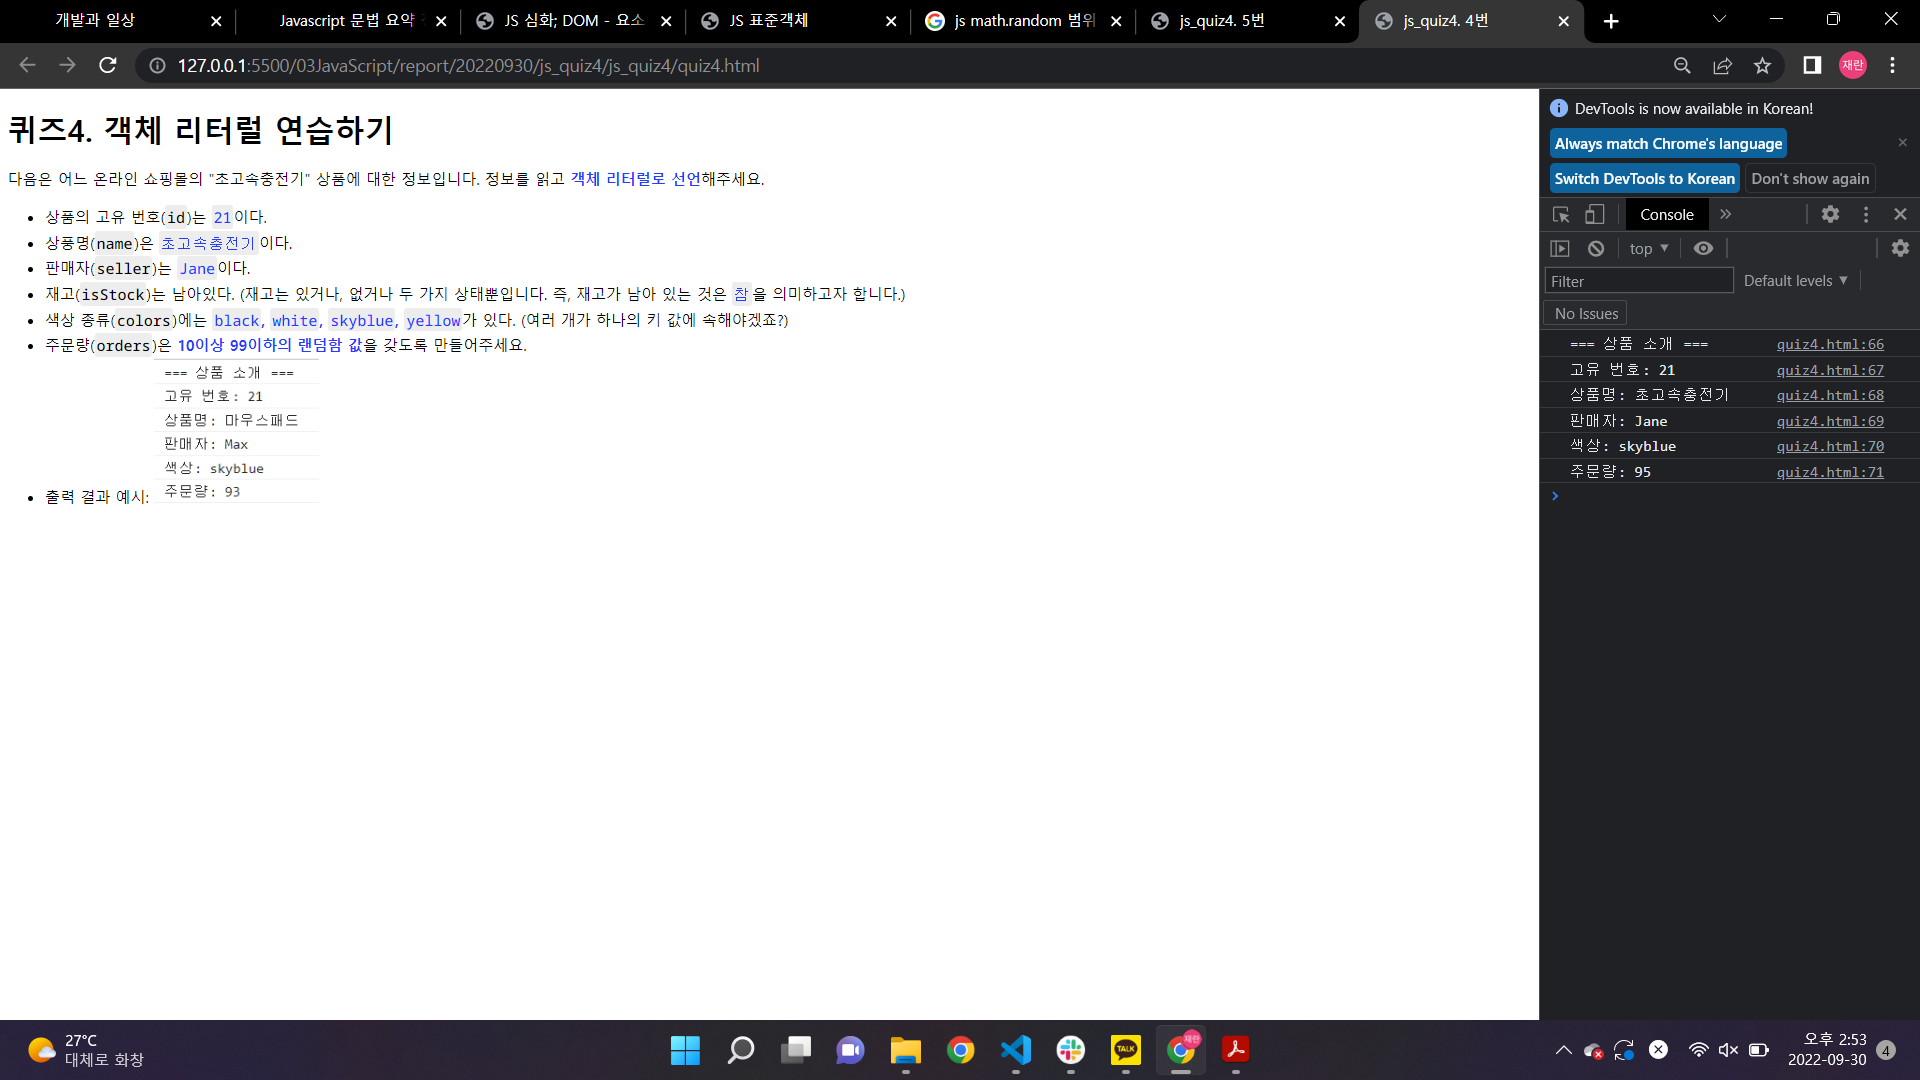 개발과 일상
Javascript 문법 요약
JS 심화; DOM - 요소
JS 표준객체
js math.random 범위
js_quiz4. 5번
js_quiz4. 4번
127.0.0.1:5500/03JavaScript/report/20220930/js_quiz4/js_quiz4/quiz4.html
재란
퀴즈4. 객체 리터럴 연습하기
다음은 어느 온라인 쇼핑몰의 "초고속충전기" 상품에 대한 정보입니다. 정보를 읽고 객체 리터럴로 선언해주세요.
• 상품의 고유 번호(id)는 21이다.
• 상풍명(name)은 초고속충전기이다.
• 판매자(seller)는 Jane이다.
• 재고(isStock)는 남아있다. (재고는 있거나, 없거나 두 가지 상태뿐입니다. 즉, 재고가 남아 있는 것은 참을 의미하고자 합니다.)
• 색상 종류(colors)에는 black, white, skyblue, yellow가 있다. (여러 개가 하나의 키 값에 속해야겠죠?)
• 주문량(orders)은 10이상 99이하의 랜덤함 값을 갖도록 만들어주세요.
=== 상품 소개 ===
고유 번호: 21
상품명: 마우스패드
판매자: Max
색상: skyblue
주문량: 93
• 출력 결과 예시:
DevTools is now available in Korean!
Always match Chrome's language
Switch DevTools to Korean Don't show again
Console
top
Filter Default levels
No Issues
=== 상품 소개 === quiz4.html:66
고유 번호: 21 quiz4.html:67
상품명: 초고속충전기 quiz4.html:68
판매자: Jane quiz4.html:69
색상: skyblue quiz4.html:70
주문량: 95 quiz4.html:71
27°C
대체로 화창
재란
TALK
오후 2:53
2022-09-30
4